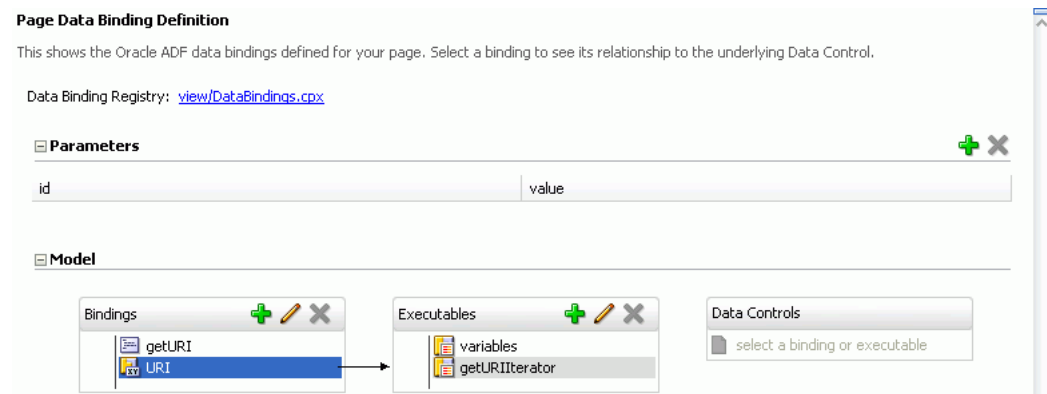 Page Data Binding Definition
This shows the Oracle ADF data bindings defined for your page. Select a binding to see its relationship to the underlying Data Control.
Data Binding Registry: view/DataBindings.cpx
Parameters
id value
Model
Bindings Executables Data Controls
getURI variables select a binding or executable
XY URI getURIIterator